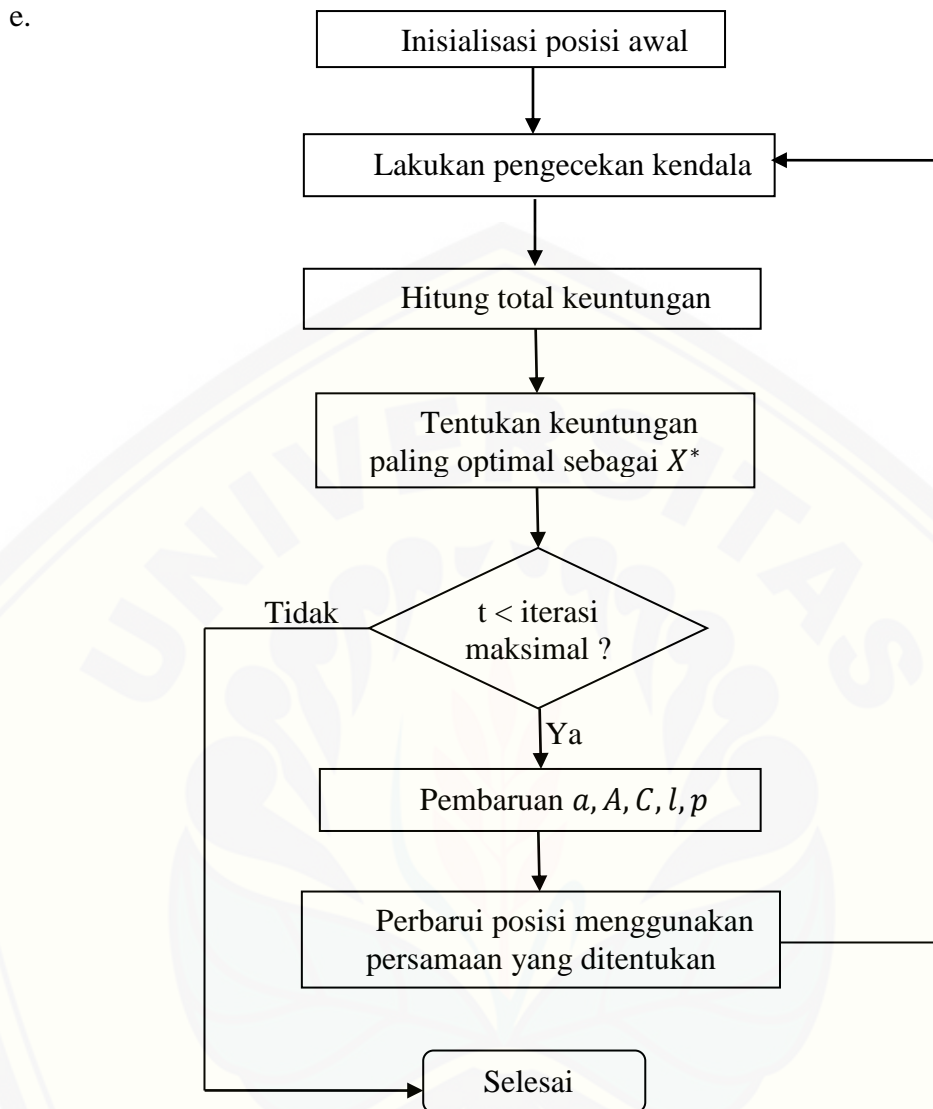 e.
Inisialisasi posisi awal
Lakukan pengecekan kendala
Hitung total keuntungan
Tentukan keuntungan
paling optimal sebagai X*
Tidak
t < iterasi
maksimal ?
Ya
Pembaruan a, A, C, l, p
Perbarui posisi menggunakan
persamaan yang ditentukan
Selesai
UNIVERSITAS